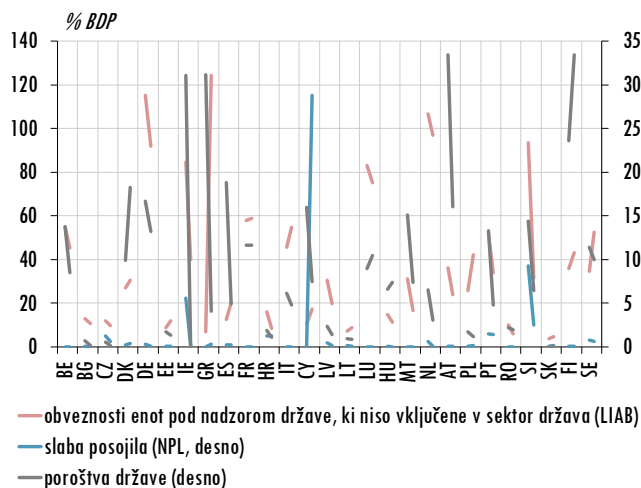 % BDP
140 35
120 30
100 25
80 20
60 15
40 10
20 5
0 0
BE BG CZ DK DE EE IE GR ES FR HR IT CY LV LT LU HU MT NL AT PL PT RO SI SK FI SE
obveznosti enot pod nadzorom države, ki niso vključene v sektor država (LIAB)
slaba posojila (NPL, desno)
poroštva države (desno)